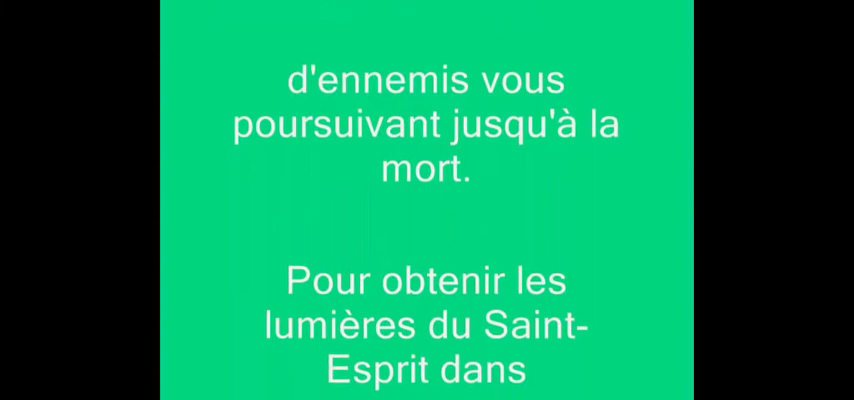 d'ennemis vous
poursuivant jusqu'à la
mort.
Pour obtenir les
lumières du Saint-
Esprit dans